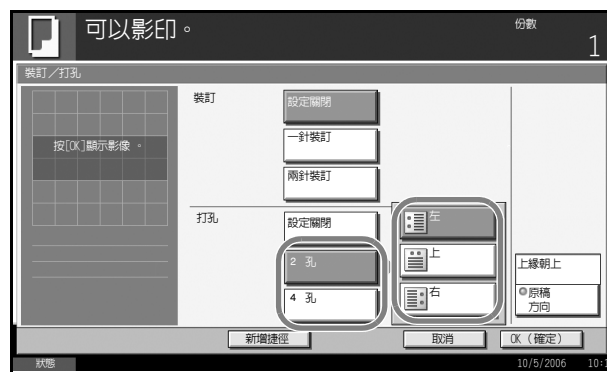 可以影印。
份數
1
裝訂／打孔
按[OK]顯示影像。
裝訂
設定關閉
一針裝訂
兩針裝訂
打孔
設定關閉
2 孔
4 孔
左
上
右
上緣朝上
原稿
方向
新增捷徑
取消
OK（確定）
狀態
10/5/2006 10:1